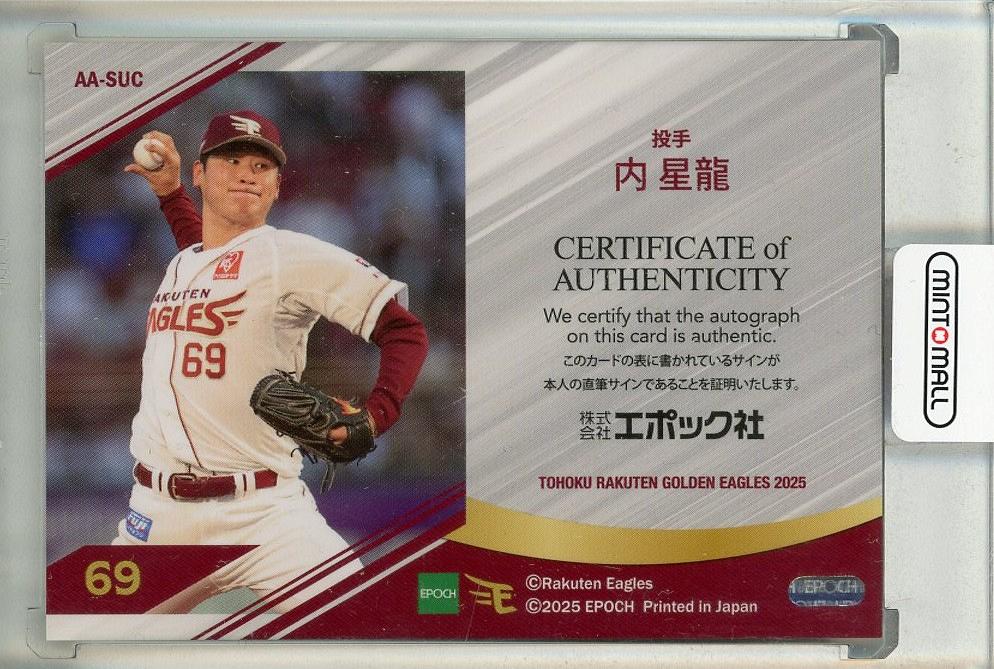 AA-SUC
投手
内 星龍
CERTIFICATE of
AUTHENTICITY
We certify that the autograph
on this card is authentic.
このカードの表に書かれているサインが
本人の直筆サインであることを証明いたします。
株式会社 エポック社
TOHOKU RAKUTEN GOLDEN EAGLES 2025
RAKUTEN
EAGLES
69
69
EPOCH
©Rakuten Eagles
©2025 EPOCH Printed in Japan
EPOCH
MINT MALL